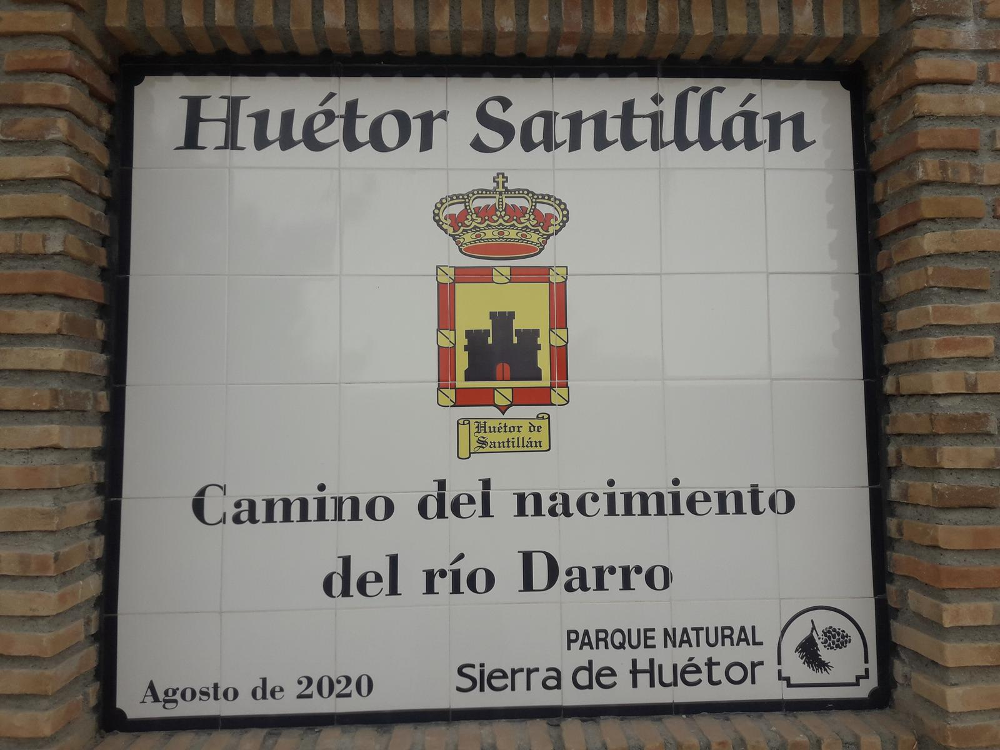 Huétor Santillán
Huétor de
Santillán
Camino del nacimiento
del río Darro
PARQUE NATURAL
Sierra de Huétor
Agosto de 2020